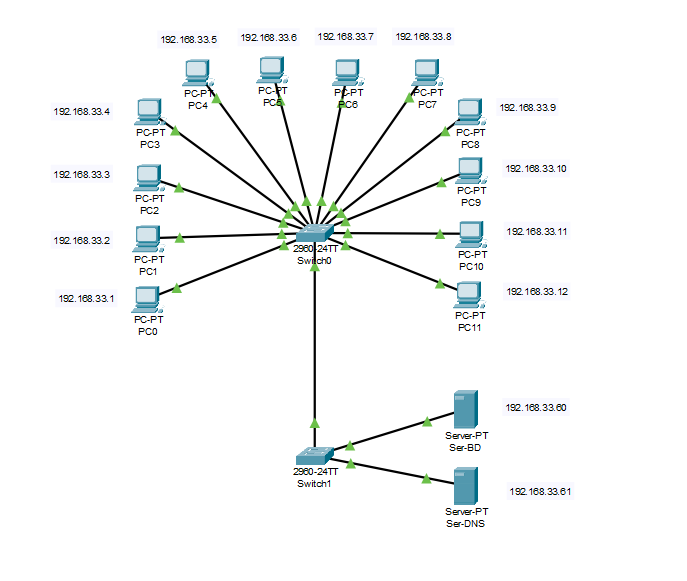 192.168.33.5
192.168.33.6
192.168.33.7
192.168.33.8
PC-PT
PC4
PC-PT
PC5
PC-PT
PC6
PC-PT
PC7
192.168.33.4
PC-PT
PC3
192.168.33.9
PC-PT
PC8
192.168.33.3
PC-PT
PC2
192.168.33.10
PC-PT
PC9
192.168.33.2
PC-PT
PC1
2960-24TT
Switch0
192.168.33.11
PC-PT
PC10
192.168.33.1
PC-PT
PC0
192.168.33.12
PC-PT
PC11
192.168.33.60
Server-PT
Ser-BD
2960-24TT
Switch1
192.168.33.61
Server-PT
Ser-DNS